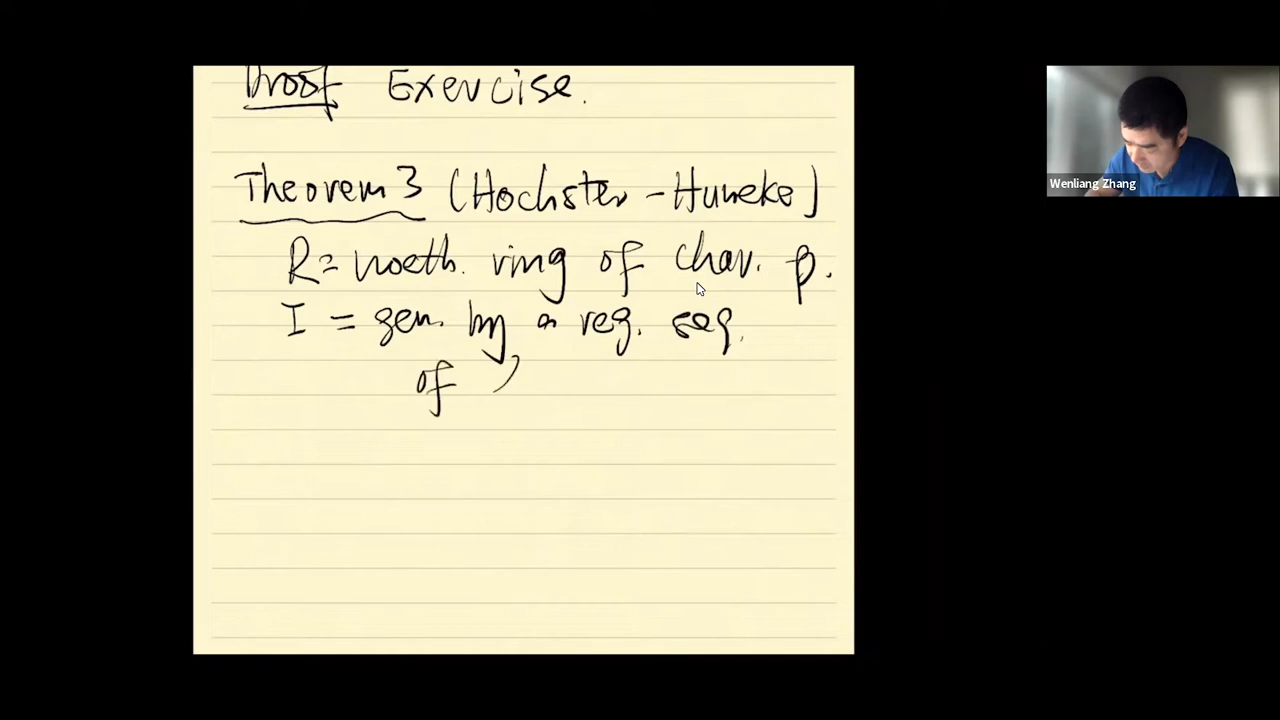 Proof Exercise.
Theorem 3 (Hochster - Huneke)
R = noeth. ring of char. p.
I = gen. by a reg. seq.
of
Wenliang Zhang